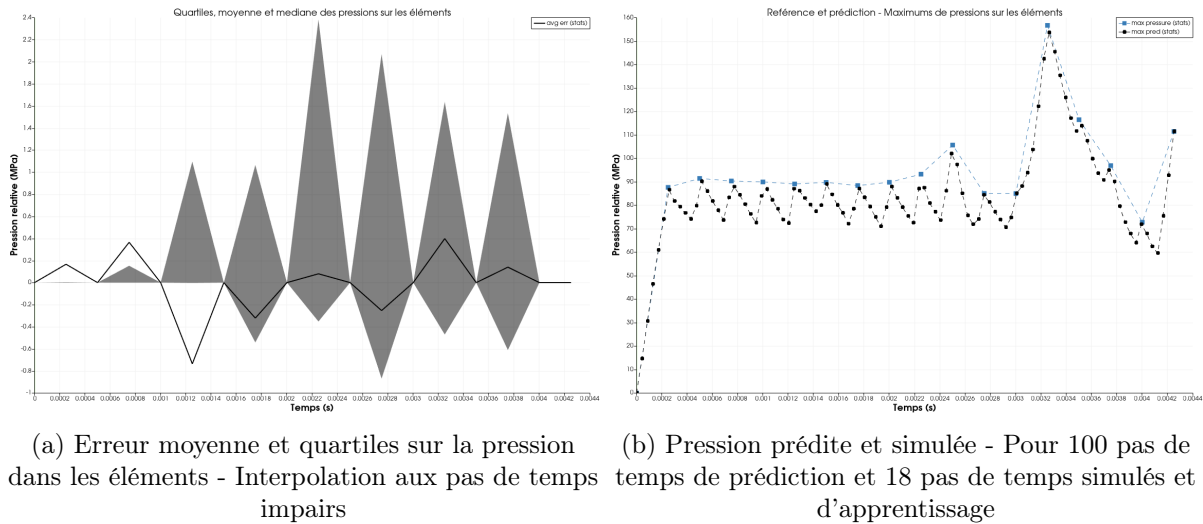 Quartiles, moyenne et mediane des pressions sur les éléments
avg err (stats)
2.4
2.2
2
1.8
1.6
1.4
1.2
1
0.8
0.6
0.4
0.2
0
-0.2
-0.4
-0.6
-0.8
-1
Pression relative (MPa)
0 0.0002 0.0004 0.0006 0.0008 0.001 0.0012 0.0014 0.0016 0.0018 0.002 0.0022 0.0024 0.0026 0.0028 0.003 0.0032 0.0034 0.0036 0.0038 0.004 0.0042 0.0044
Temps (s)
Reférence et prédiction - Maximums de pressions sur les éléments
max pressure (stats)
max pred (stats)
160
150
140
130
120
110
100
90
80
70
60
50
40
30
20
10
0
Pression relative (MPa)
0 0.0002 0.0004 0.0006 0.0008 0.001 0.0012 0.0014 0.0016 0.0018 0.002 0.0022 0.0024 0.0026 0.0028 0.003 0.0032 0.0034 0.0036 0.0038 0.004 0.0042 0.0044
Temps (s)
(a) Erreur moyenne et quartiles sur la pression
dans les éléments - Interpolation aux pas de temps
impairs
(b) Pression prédite et simulée - Pour 100 pas de
temps de prédiction et 18 pas de temps simulés et
d'apprentissage